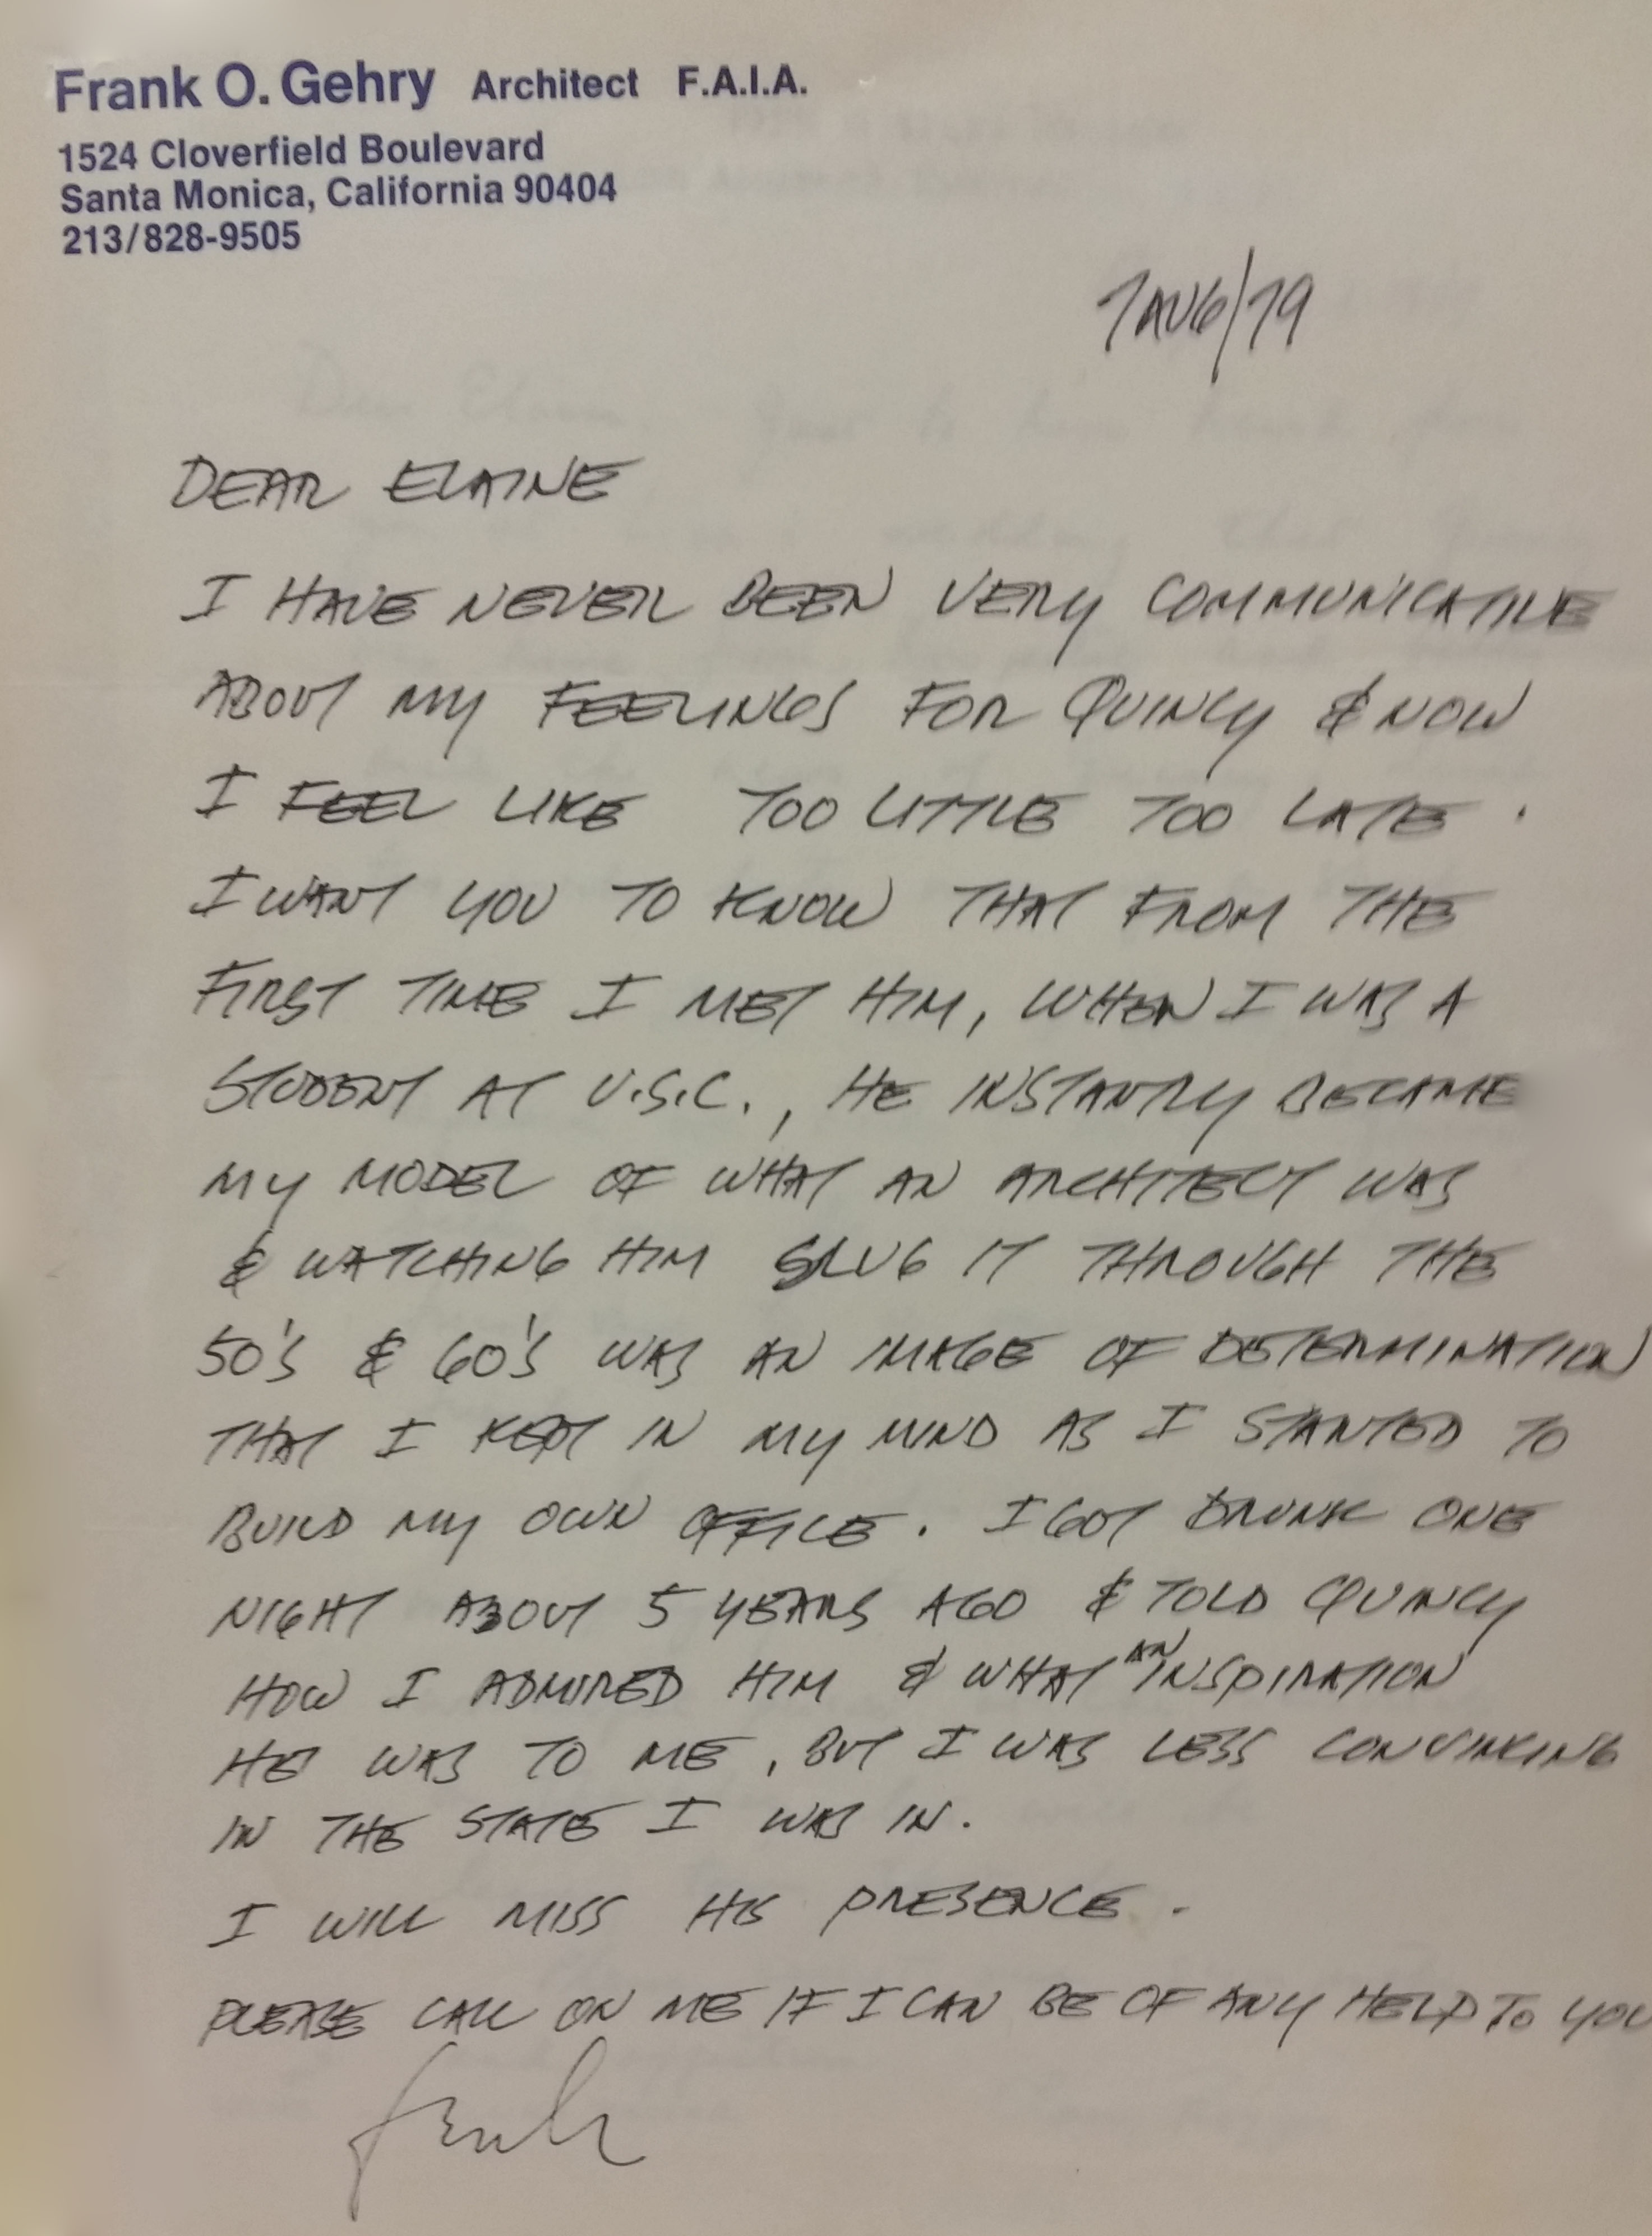 Frank O. Gehry Architect F.A.I.A.
1524 Cloverfield Boulevard
Santa Monica, California 90404
213/828-9505
7AUG/79
DEAR ELAINE
I HAVE NEVER BEEN VERY COMMUNICATIVE
ABOUT MY FEELINGS FOR QUINCY & NOW
I FEEL LIKE TOO LITTLE TOO LATE .
I WANT YOU TO KNOW THAT FROM THE
FIRST TIME I MET HIM, WHEN I WAS A
STUDENT AT U.S.C., HE INSTANTLY BECAME
MY MODEL OF WHAT AN ARCHITECT WAS
& WATCHING HIM SLUG IT THROUGH THE
50'S & 60'S WAS AN IMAGE OF DETERMINATION
THAT I KEPT IN MY MIND AS I STARTED TO
BUILD MY OWN OFFICE. I GOT DRUNK ONE
NIGHT ABOUT 5 YEARS AGO & TOLD QUINCY
HOW I ADMIRED HIM & WHAT AN INSPIRATION
HE WAS TO ME, BUT I WAS LESS CONVINCING
IN THE STATE I WAS IN.
I WILL MISS HIS PRESENCE.
PLEASE CALL ON ME IF I CAN BE OF ANY HELP TO YOU
Frank